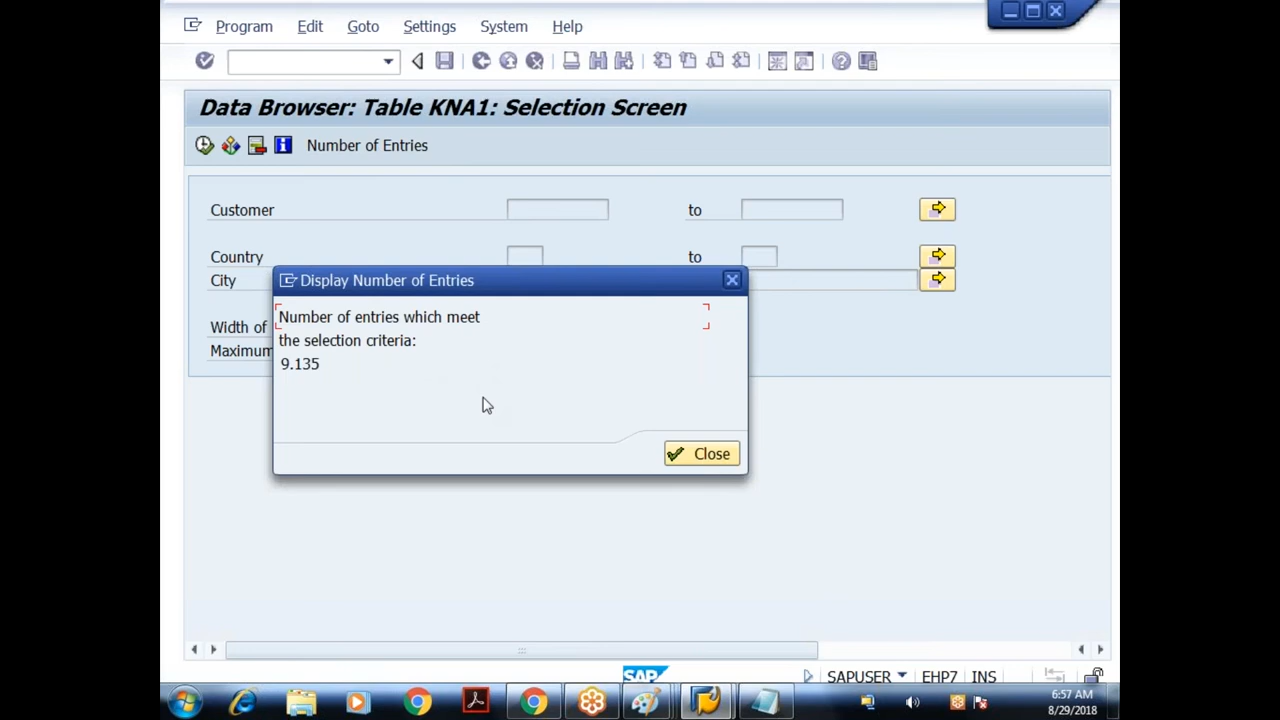 Program Edit Goto Settings System Help
Data Browser: Table KNA1: Selection Screen
Number of Entries
Customer to
Country to
City
Display Number of Entries
Number of entries which meet
the selection criteria:
9.135
Width of
Maximum
Close
SAP SAPUSER EHP7 INS
6:57 AM
8/29/2018